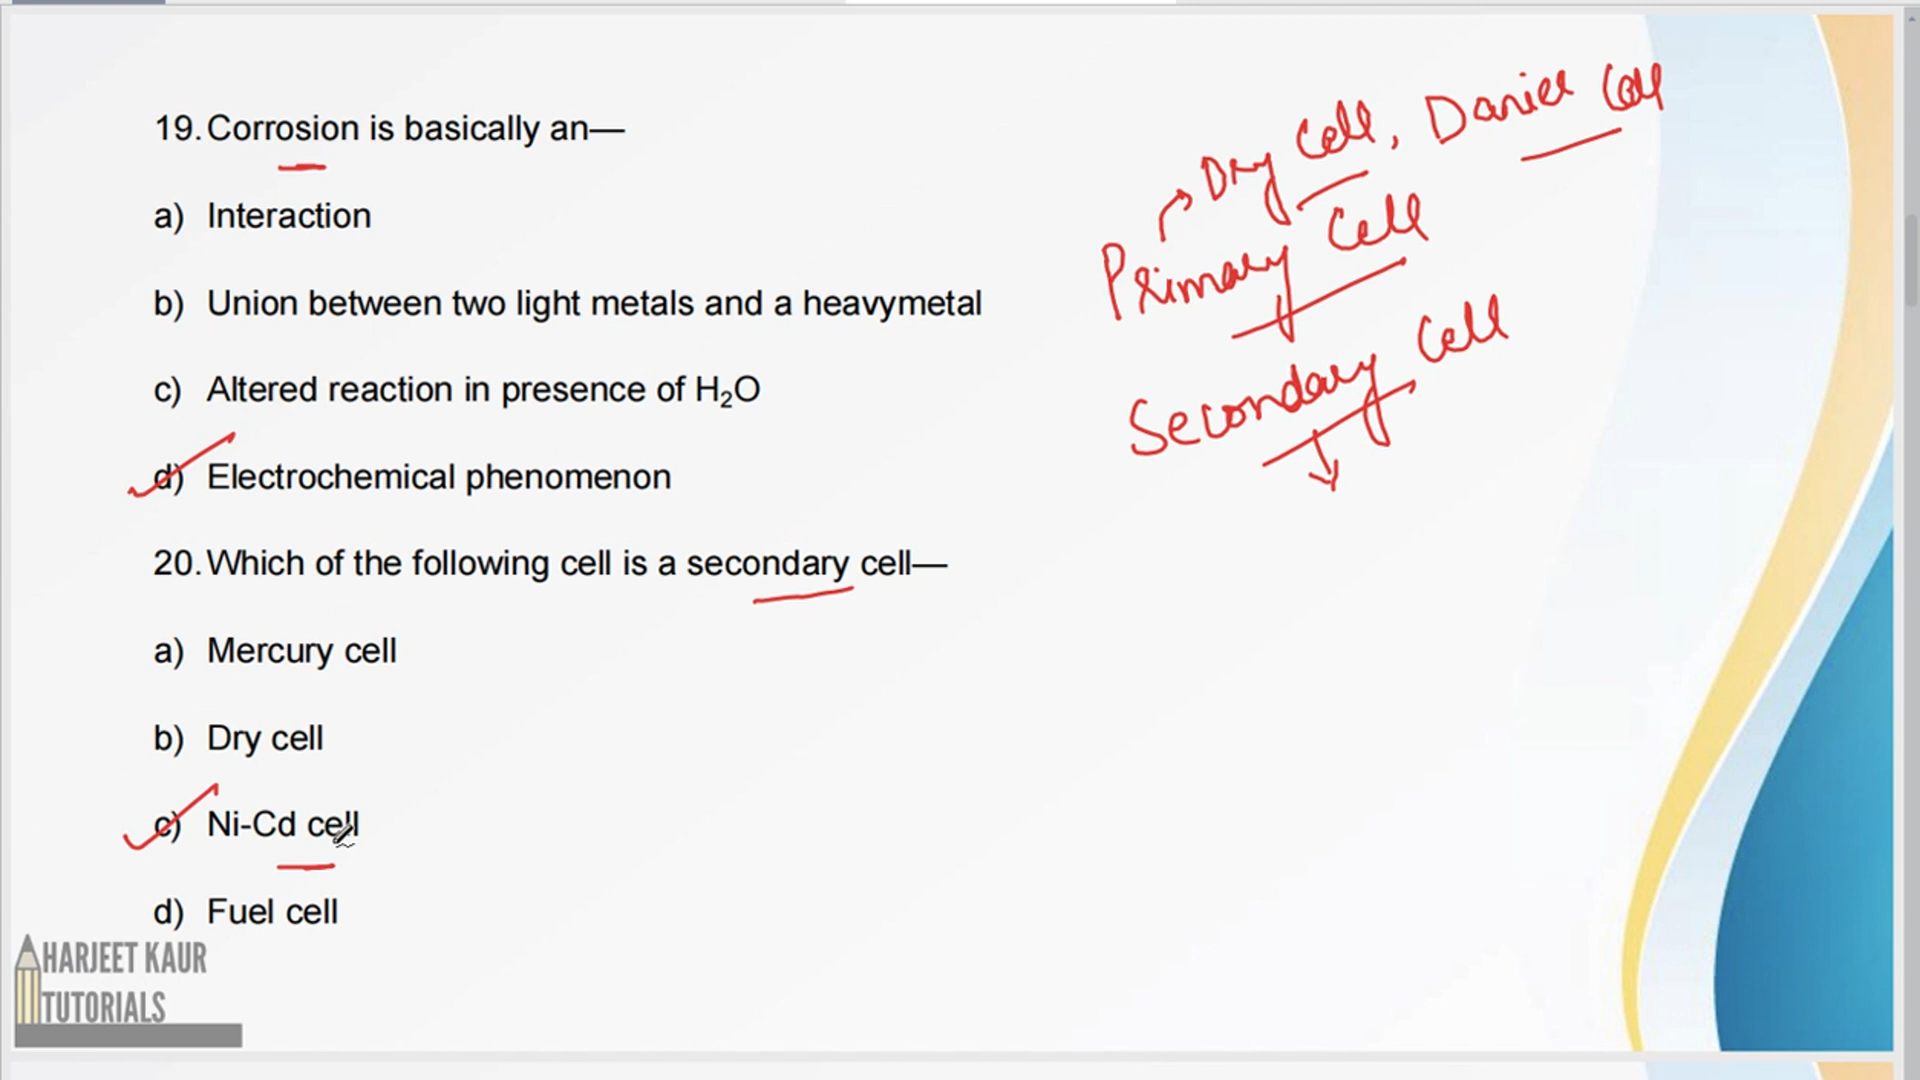 19. Corrosion is basically an—
a) Interaction
b) Union between two light metals and a heavymetal
c) Altered reaction in presence of H₂O
d) Electrochemical phenomenon
20. Which of the following cell is a secondary cell—
a) Mercury cell
b) Dry cell
c) Ni-Cd cell
d) Fuel cell
Dry Cell, Daniel Cell
Primary Cell
Secondary Cell
HARJEET KAUR
TUTORIALS